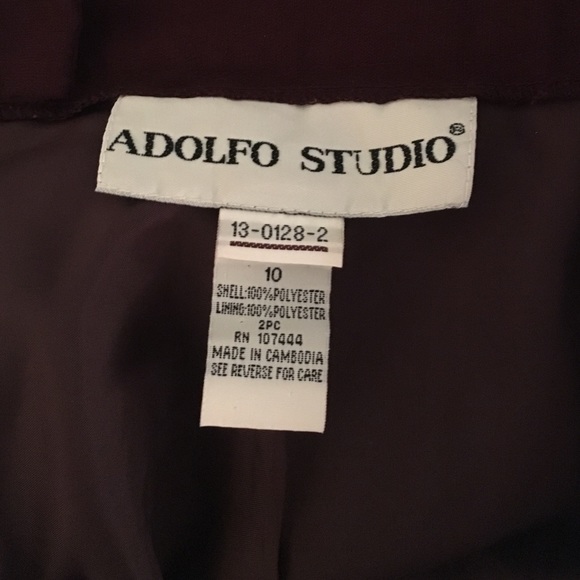 ADOLFO STUDIO®
13-0128-2
10
SHELL:100%POLYESTER
LINING:100%POLYESTER
2PC
RN 107444
MADE IN CAMBODIA
SEE REVERSE FOR CARE